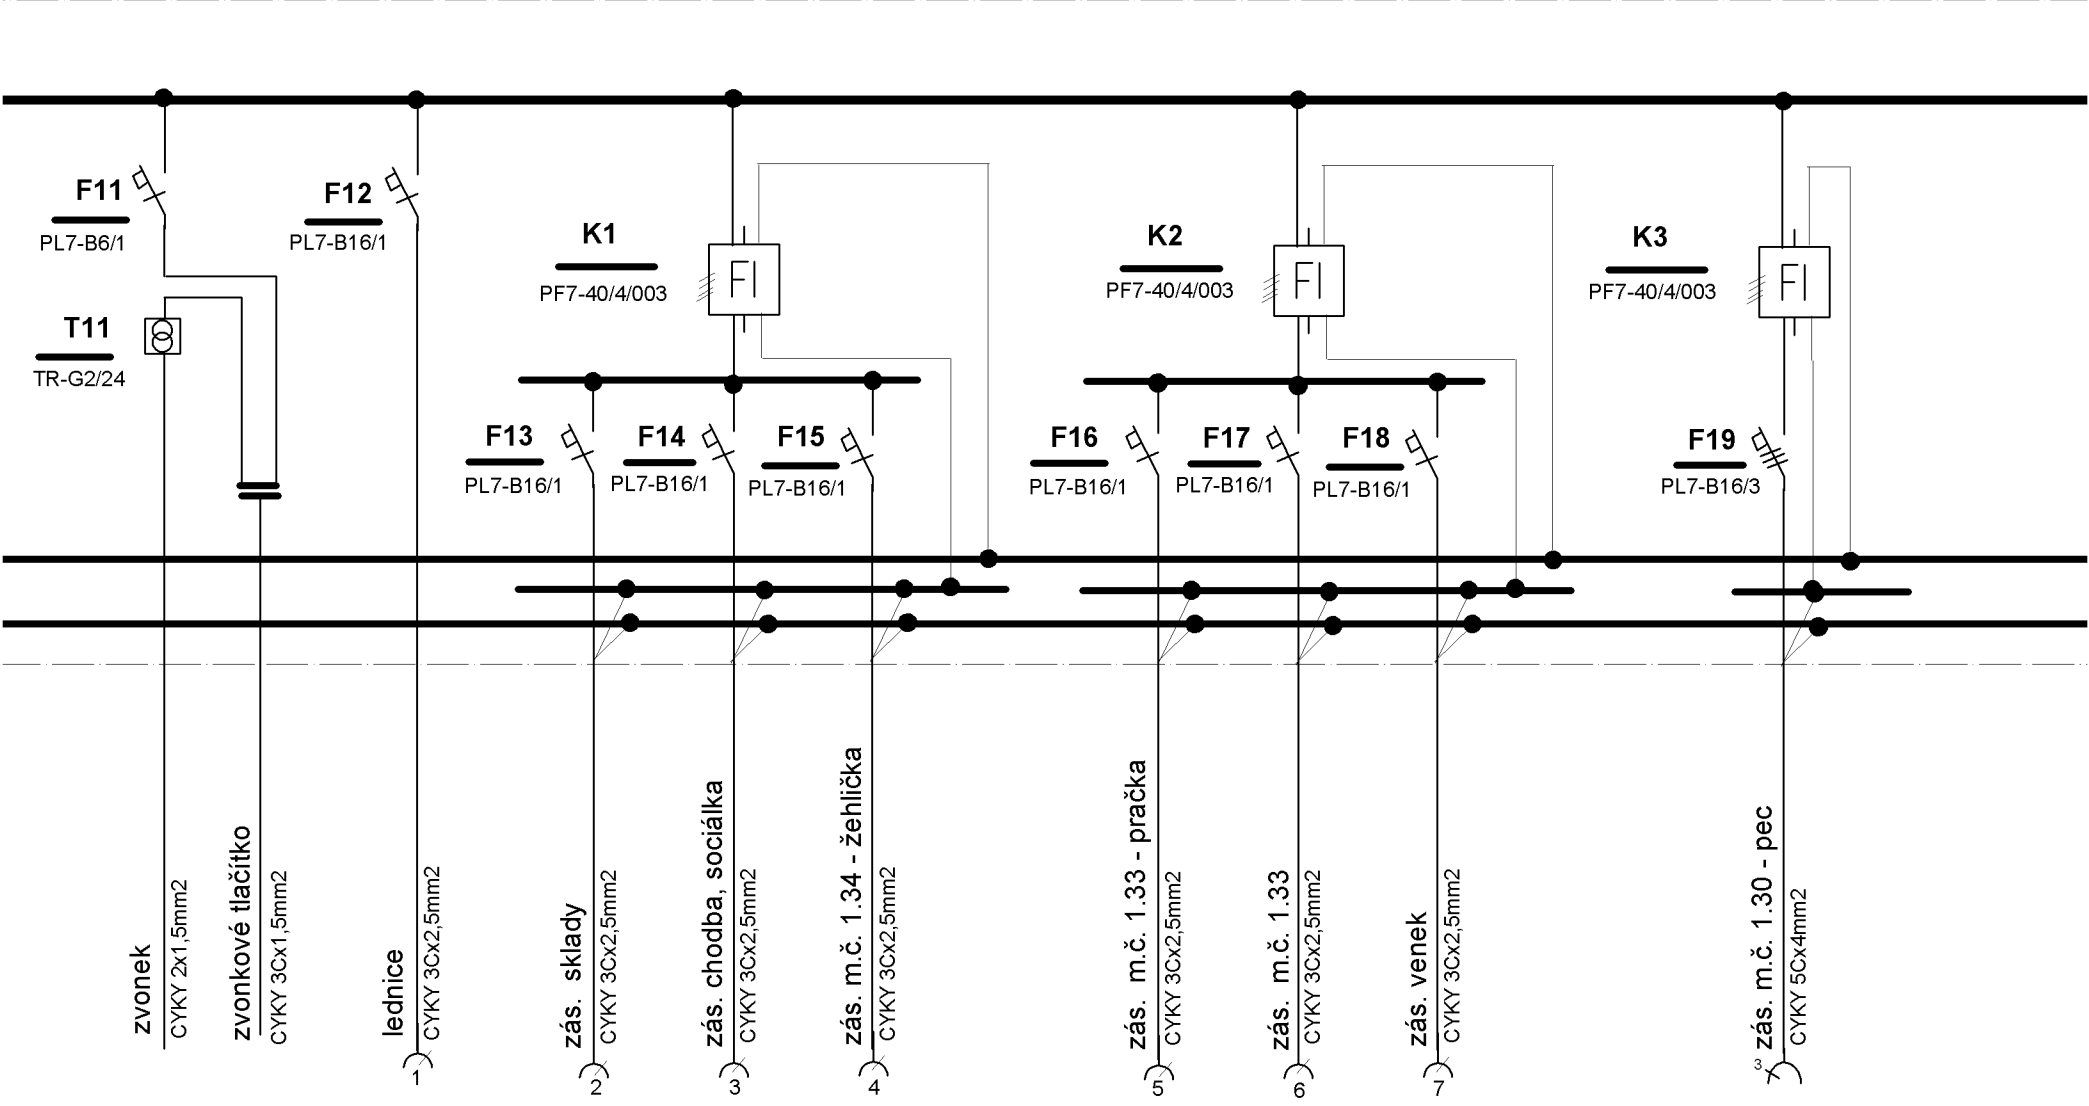 F11
PL7-B6/1
T11
TR-G2/24
F12
PL7-B16/1
K1
PF7-40/4/003
FI
K2
PF7-40/4/003
FI
K3
PF7-40/4/003
FI
F13
PL7-B16/1
F14
PL7-B16/1
F15
PL7-B16/1
F16
PL7-B16/1
F17
PL7-B16/1
F18
PL7-B16/1
F19
PL7-B16/3
zvonek
CYKY 2x1,5mm2
zvonkové tlačítko
CYKY 3Cx1,5mm2
lednice
CYKY 3Cx2,5mm2
1
zás. sklady
CYKY 3Cx2,5mm2
2
zás. chodba, sociálka
CYKY 3Cx2,5mm2
3
zás. m.č. 1.34 - žehlička
CYKY 3Cx2,5mm2
4
zás. m.č. 1.33 - pračka
CYKY 3Cx2,5mm2
5
zás. m.č. 1.33
CYKY 3Cx2,5mm2
6
zás. venek
CYKY 3Cx2,5mm2
7
zás. m.č. 1.30 - pec
CYKY 5Cx4mm2
3